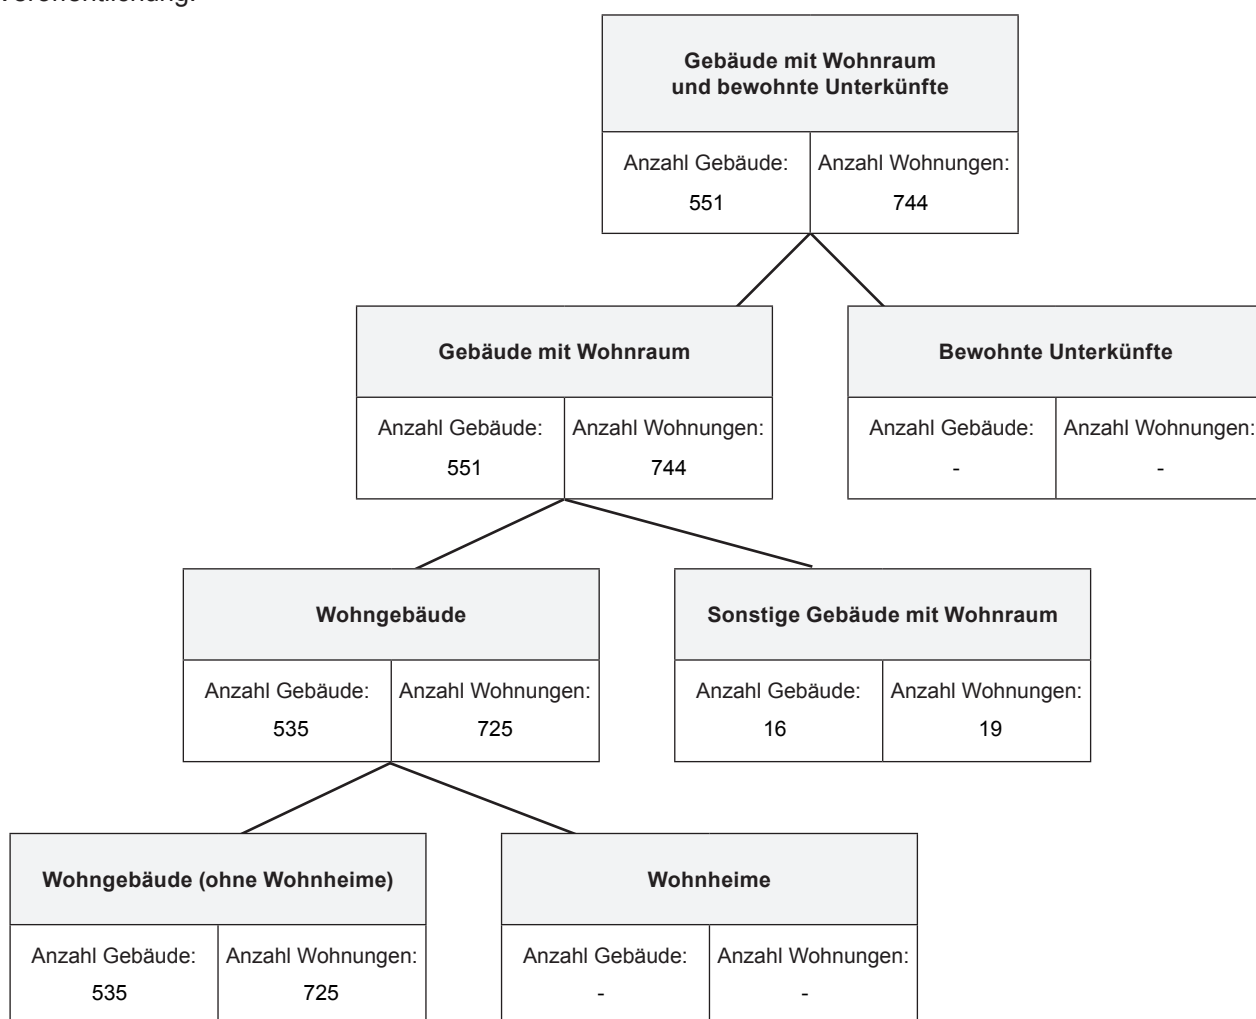 Veröffentlichung.
Gebäude mit Wohnraum
und bewohnte Unterkünfte
Anzahl Gebäude: Anzahl Wohnungen:
551 744
Gebäude mit Wohnraum Bewohnte Unterkünfte
Anzahl Gebäude: Anzahl Wohnungen: Anzahl Gebäude: Anzahl Wohnungen:
551 744 - -
Wohngebäude Sonstige Gebäude mit Wohnraum
Anzahl Gebäude: Anzahl Wohnungen: Anzahl Gebäude: Anzahl Wohnungen:
535 725 16 19
Wohngebäude (ohne Wohnheime) Wohnheime
Anzahl Gebäude: Anzahl Wohnungen: Anzahl Gebäude: Anzahl Wohnungen:
535 725 - -